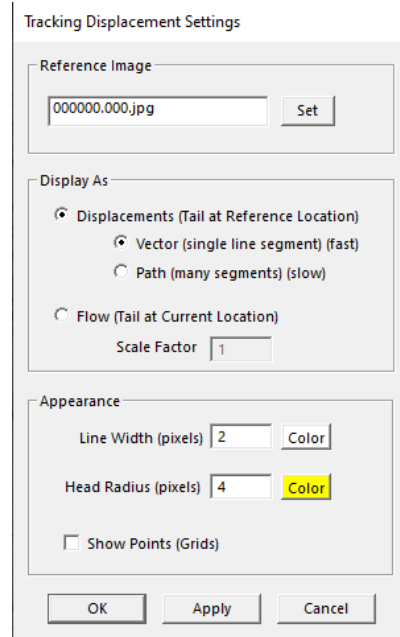 Tracking Displacement Settings
Reference Image
000000.000.jpg Set
Display As
Displacements (Tail at Reference Location)
Vector (single line segment) (fast)
Path (many segments) (slow)
Flow (Tail at Current Location)
Scale Factor 1
Appearance
Line Width (pixels) 2 Color
Head Radius (pixels) 4 Color
Show Points (Grids)
OK Apply Cancel